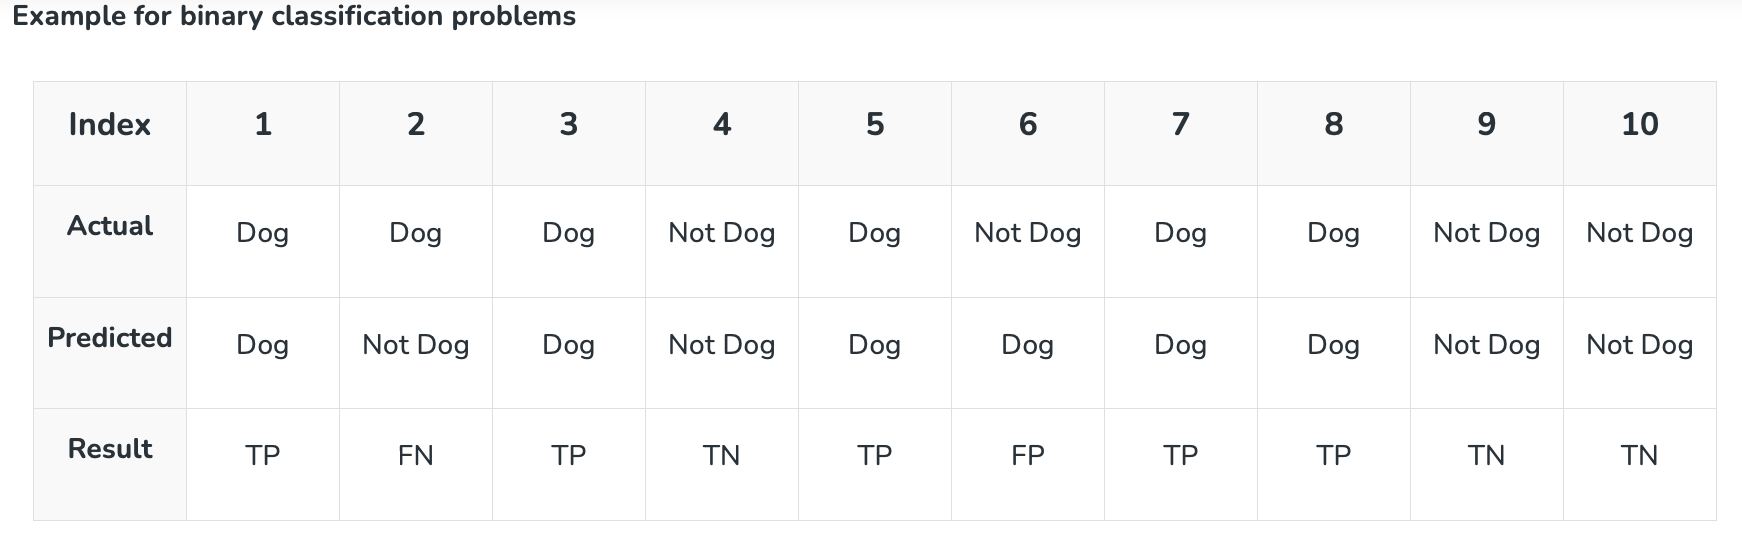 Example for binary classification problems
Index 1 2 3 4 5 6 7 8 9 10
Actual Dog Dog Dog Not Dog Dog Not Dog Dog Dog Not Dog Not Dog
Predicted Dog Not Dog Dog Not Dog Dog Dog Dog Dog Not Dog Not Dog
Result TP FN TP TN TP FP TP TP TN TN